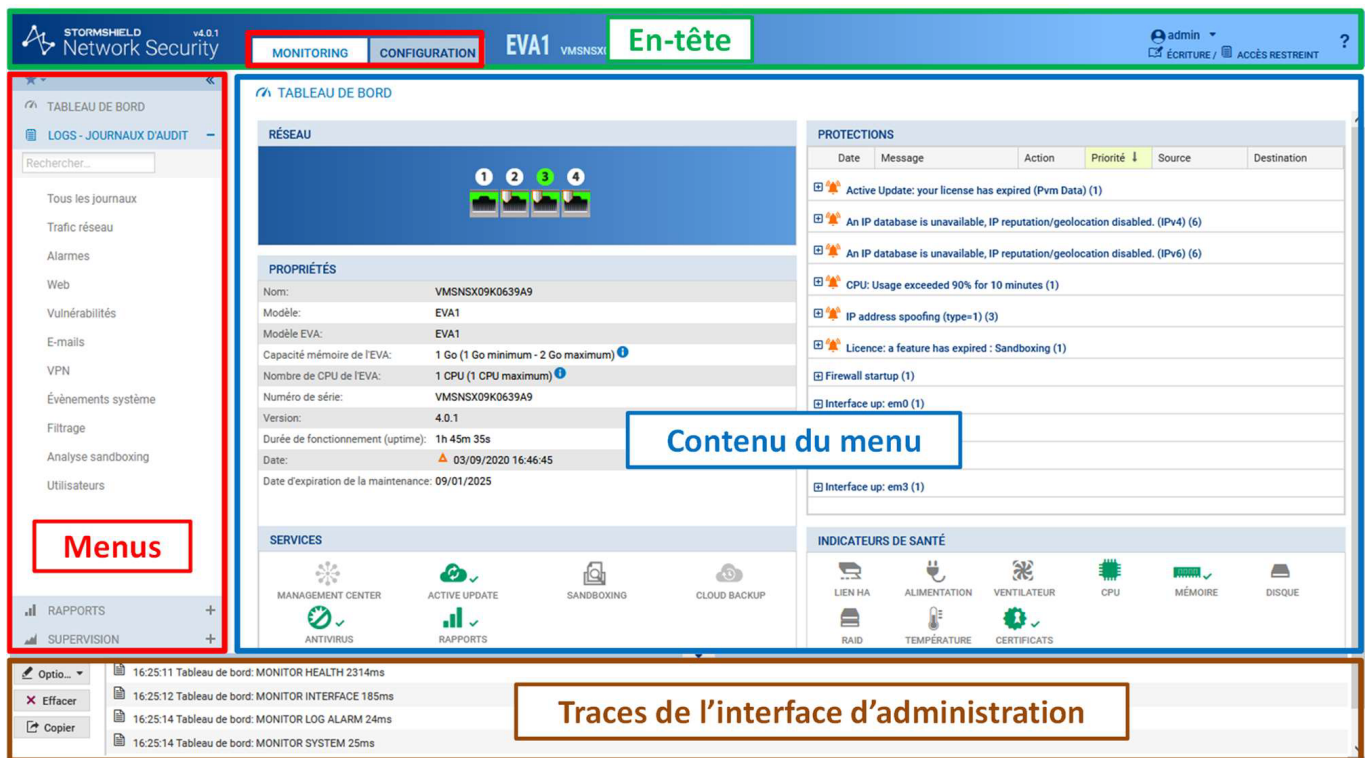 STORMSHIELD v4.0.1
Network Security
MONITORING CONFIGURATION
EVA1 VMSNSX
En-tête
admin
ÉCRITURE / ACCÈS RESTREINT
?
TABLEAU DE BORD
LOGS - JOURNAUX D'AUDIT
Rechercher...
Tous les journaux
Trafic réseau
Alarmes
Web
Vulnérabilités
E-mails
VPN
Évènements système
Filtrage
Analyse sandboxing
Utilisateurs
Menus
RAPPORTS +
SUPERVISION +
TABLEAU DE BORD
RÉSEAU
1 2 3 4
PROPRIÉTÉS
Nom: VMSNSX09K0639A9
Modèle: EVA1
Modèle EVA: EVA1
Capacité mémoire de l'EVA: 1 Go (1 Go minimum - 2 Go maximum)
Nombre de CPU de l'EVA: 1 CPU (1 CPU maximum)
Numéro de série: VMSNSX09K0639A9
Version: 4.0.1
Durée de fonctionnement (uptime): 1h 45m 35s
Date: 03/09/2020 16:46:45
Date d'expiration de la maintenance: 09/01/2025
SERVICES
MANAGEMENT CENTER ACTIVE UPDATE SANDBOXING CLOUD BACKUP
ANTIVIRUS RAPPORTS
PROTECTIONS
Date Message Action Priorité Source Destination
Active Update: your license has expired (Pvm Data) (1)
An IP database is unavailable, IP reputation/geolocation disabled. (IPv4) (6)
An IP database is unavailable, IP reputation/geolocation disabled. (IPv6) (6)
CPU: Usage exceeded 90% for 10 minutes (1)
IP address spoofing (type=1) (3)
Licence: a feature has expired : Sandboxing (1)
Firewall startup (1)
Interface up: em0 (1)
Contenu du menu
Interface up: em3 (1)
INDICATEURS DE SANTÉ
LIEN HA ALIMENTATION VENTILATEUR CPU MÉMOIRE DISQUE
RAID TEMPÉRATURE CERTIFICATS
Optio...
Effacer
Copier
16:25:11 Tableau de bord: MONITOR HEALTH 2314ms
16:25:12 Tableau de bord: MONITOR INTERFACE 185ms
16:25:14 Tableau de bord: MONITOR LOG ALARM 24ms
16:25:14 Tableau de bord: MONITOR SYSTEM 25ms
Traces de l’interface d’administration